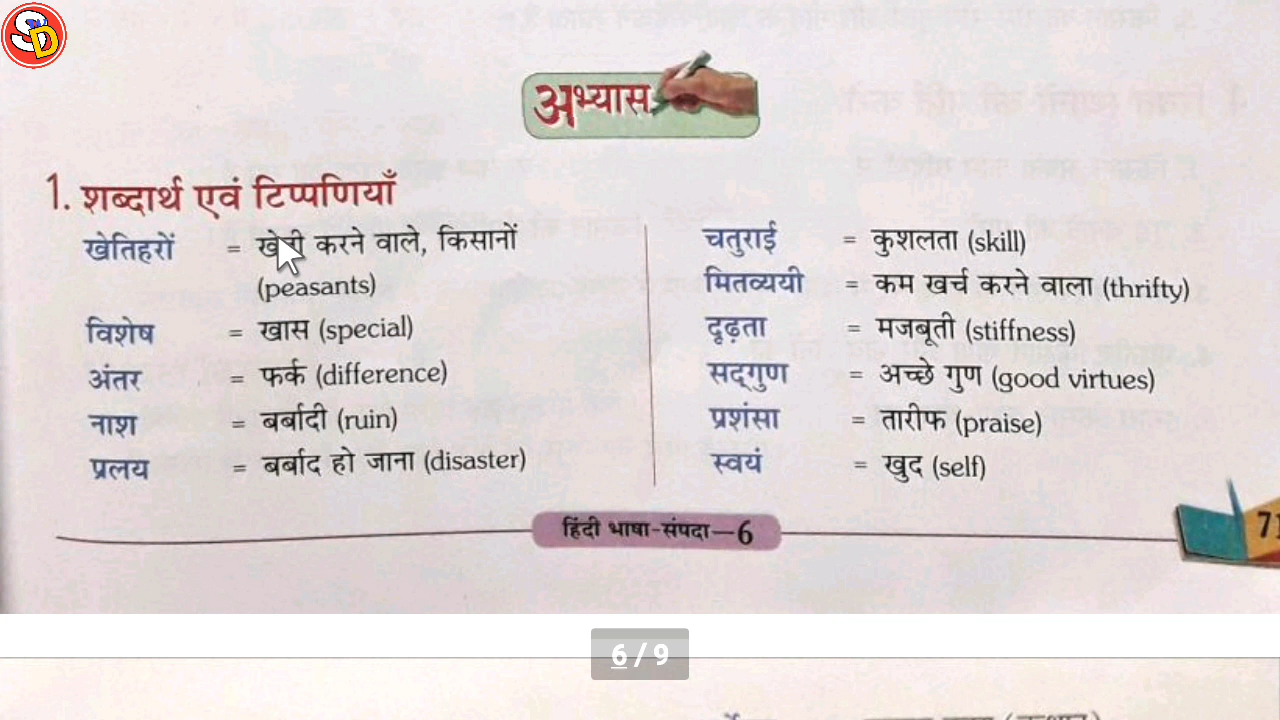 SD
अभ्यास
1. शब्दार्थ एवं टिप्पणियाँ
खेतिहरों = खेती करने वाले, किसानों
(peasants)
विशेष = खास (special)
अंतर = फर्क (difference)
नाश = बर्बादी (ruin)
प्रलय = बर्बाद हो जाना (disaster)
चतुराई = कुशलता (skill)
मितव्ययी = कम खर्च करने वाला (thrifty)
दृढ़ता = मजबूती (stiffness)
सद्‌गुण = अच्छे गुण (good virtues)
प्रशंसा = तारीफ (praise)
स्वयं = खुद (self)
हिंदी भाषा-संपदा—6
71
6 / 9